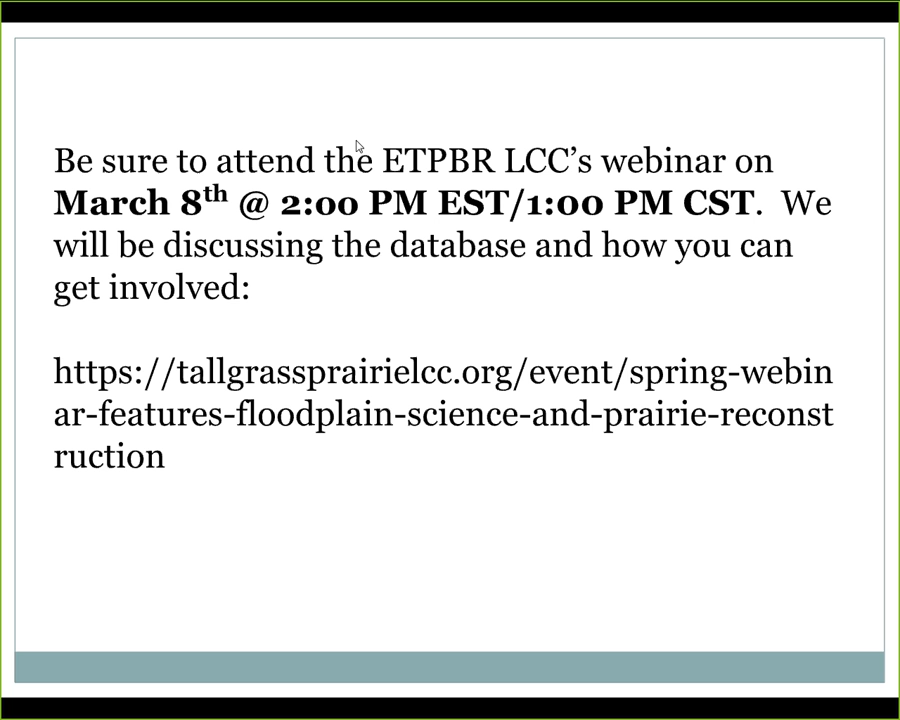 Be sure to attend the ETPBR LCC’s webinar on
March 8th @ 2:00 PM EST/1:00 PM CST.  We
will be discussing the database and how you can
get involved:
https://tallgrassprairielcc.org/event/spring-webin
ar-features-floodplain-science-and-prairie-reconst
ruction